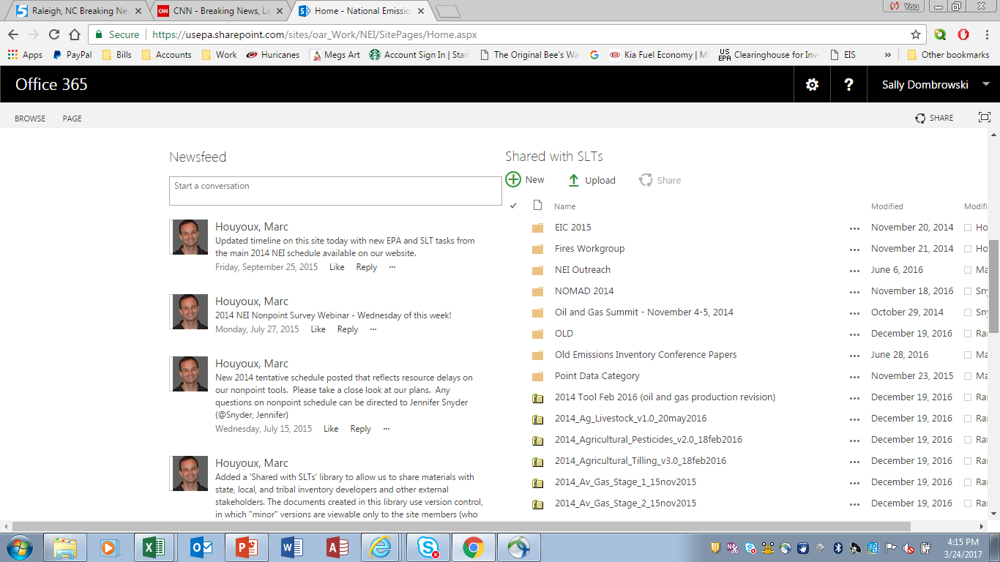 Raleigh, NC Breaking Ne
CNN - Breaking News, La
Home - National Emissio
You
Secure
https://usepa.sharepoint.com/sites/oar_Work/NEI/SitePages/Home.aspx
Apps
PayPal
Bills
Accounts
Work
Huricanes
Megs Art
Account Sign In | Star
The Original Bee's Wa
Kia Fuel Economy | M
US EPA
Clearinghouse for Inv
EIS
»
Other bookmarks
Office 365
?
Sally Dombrowski
BROWSE
PAGE
SHARE
Newsfeed
Start a conversation
Houyoux, Marc
Updated timeline on this site today with new EPA and SLT tasks from
the main 2014 NEI schedule available on our website.
Friday, September 25, 2015 Like Reply ...
Houyoux, Marc
2014 NEI Nonpoint Survey Webinar - Wednesday of this week!
Monday, July 27, 2015 Like Reply ...
Houyoux, Marc
New 2014 tentative schedule posted that reflects resource delays on
our nonpoint tools. Please take a close look at our plans. Any
questions on nonpoint schedule can be directed to Jennifer Snyder
(@Snyder, Jennifer)
Wednesday, July 15, 2015 Like Reply ...
Houyoux, Marc
Added a 'Shared with SLTs' library to allow us to share materials with
state, local, and tribal inventory developers and other external
stakeholders. The documents created in this library use version control,
in which "minor" versions are viewable only to the site members (who
Shared with SLTs
New Upload Share
Name Modified Modifi
EIC 2015 ... November 20, 2014 Ho
Fires Workgroup ... November 21, 2014 Ho
NEI Outreach ... June 6, 2016 Ma
NOMAD 2014 ... November 18, 2016 Sny
Oil and Gas Summit - November 4-5, 2014 ... October 29, 2014 Sny
OLD ... December 19, 2016 Rar
Old Emissions Inventory Conference Papers ... June 28, 2016 Ma
Point Data Category ... November 23, 2015 Ma
2014 Tool Feb 2016 (oil and gas production revision) ... December 19, 2016 Rar
2014_Ag_Livestock_v1.0_20may2016 ... December 19, 2016 Rar
2014_Agricultural_Pesticides_v2.0_18feb2016 ... December 19, 2016 Rar
2014_Agricultural_Tilling_v3.0_18feb2016 ... December 19, 2016 Rar
2014_Av_Gas_Stage_1_15nov2015 ... December 19, 2016 Rar
2014_Av_Gas_Stage_2_15nov2015 ... December 19, 2016 Rar
4:15 PM
3/24/2017